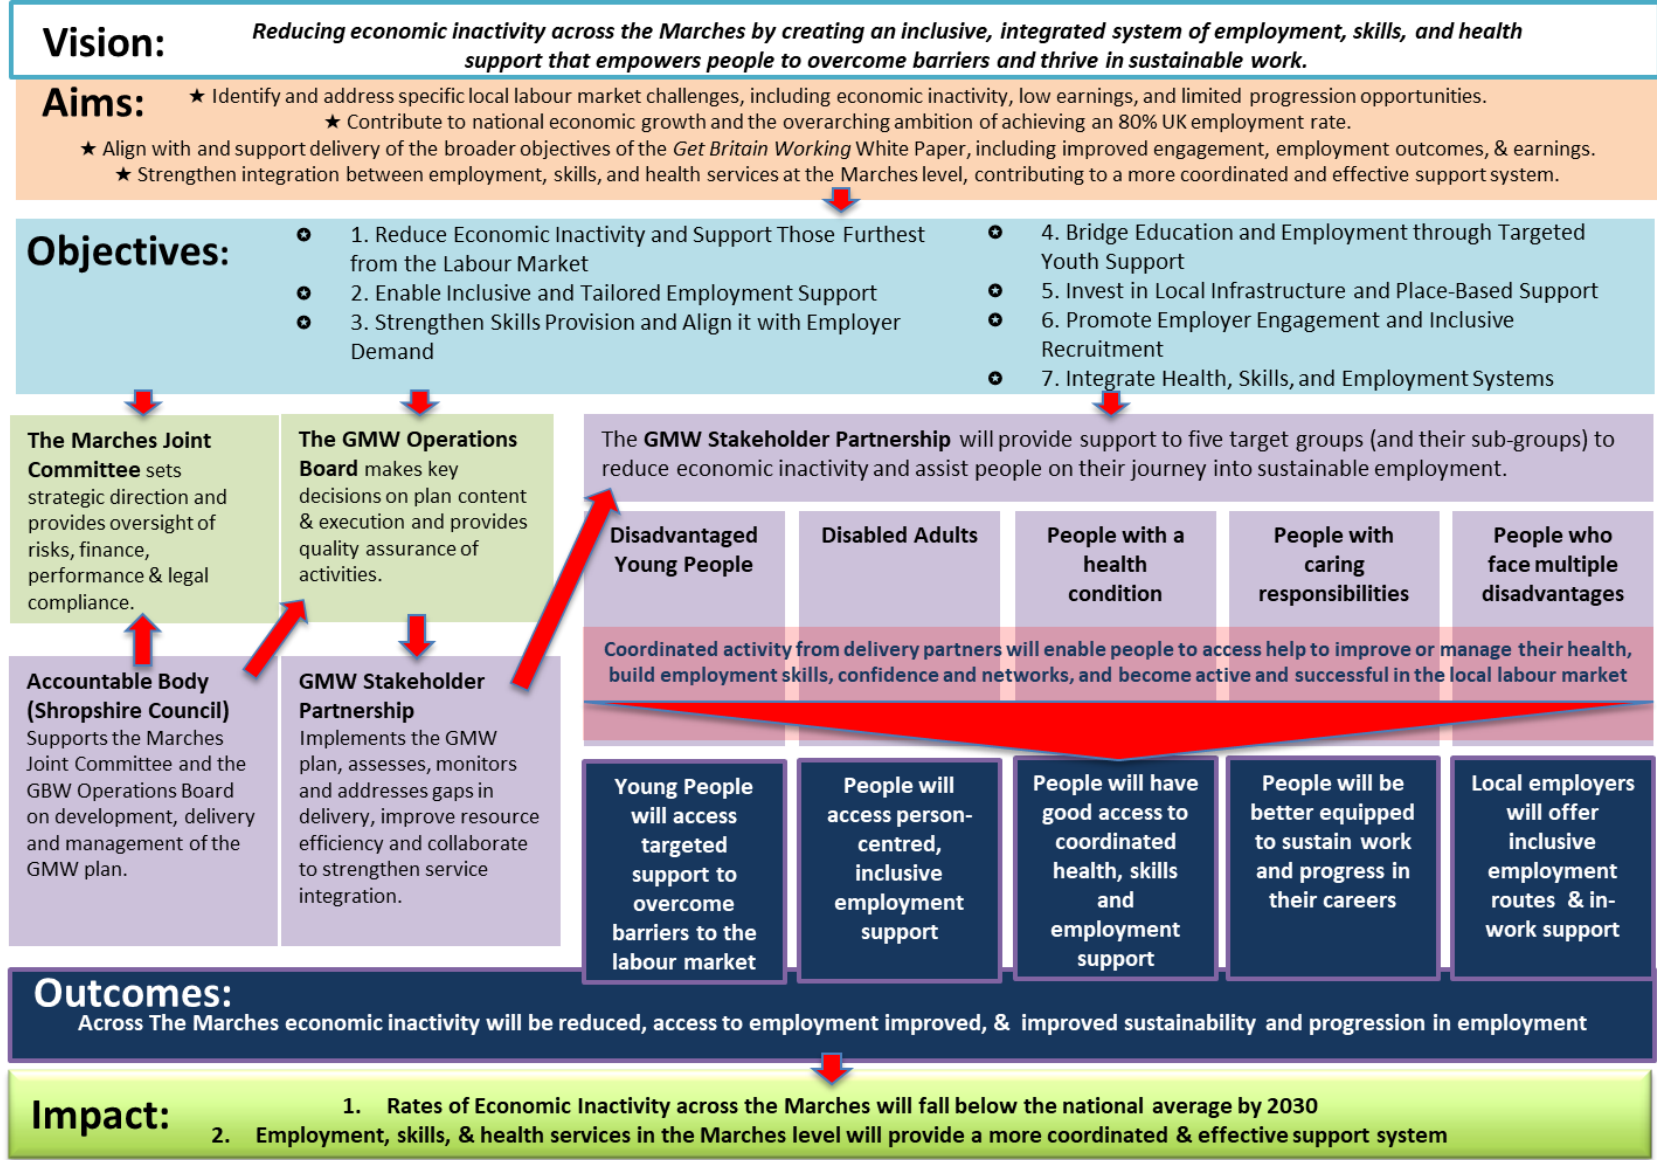 Vision:
Reducing economic inactivity across the Marches by creating an inclusive, integrated system of employment, skills, and health
support that empowers people to overcome barriers and thrive in sustainable work.
Aims:
★ Identify and address specific local labour market challenges, including economic inactivity, low earnings, and limited progression opportunities.
★ Contribute to national economic growth and the overarching ambition of achieving an 80% UK employment rate.
★ Align with and support delivery of the broader objectives of the Get Britain Working White Paper, including improved engagement, employment outcomes, & earnings.
★ Strengthen integration between employment, skills, and health services at the Marches level, contributing to a more coordinated and effective support system.
Objectives:
1. Reduce Economic Inactivity and Support Those Furthest
from the Labour Market
2. Enable Inclusive and Tailored Employment Support
3. Strengthen Skills Provision and Align it with Employer
Demand
4. Bridge Education and Employment through Targeted
Youth Support
5. Invest in Local Infrastructure and Place-Based Support
6. Promote Employer Engagement and Inclusive
Recruitment
7. Integrate Health, Skills, and Employment Systems
The Marches Joint
Committee sets
strategic direction and
provides oversight of
risks, finance,
performance & legal
compliance.
The GMW Operations
Board makes key
decisions on plan content
& execution and provides
quality assurance of
activities.
Accountable Body
(Shropshire Council)
Supports the Marches
Joint Committee and the
GBW Operations Board
on development, delivery
and management of the
GMW plan.
GMW Stakeholder
Partnership
Implements the GMW
plan, assesses, monitors
and addresses gaps in
delivery, improve resource
efficiency and collaborate
to strengthen service
integration.
The GMW Stakeholder Partnership will provide support to five target groups (and their sub-groups) to
reduce economic inactivity and assist people on their journey into sustainable employment.
Disadvantaged
Young People
Disabled Adults
People with a
health
condition
People with
caring
responsibilities
People who
face multiple
disadvantages
Coordinated activity from delivery partners will enable people to access help to improve or manage their health,
build employment skills, confidence and networks, and become active and successful in the local labour market
Young People
will access
targeted
support to
overcome
barriers to the
labour market
People will
access person-
centred,
inclusive
employment
support
People will have
good access to
coordinated
health, skills
and
employment
support
People will be
better equipped
to sustain work
and progress in
their careers
Local employers
will offer
inclusive
employment
routes & in-
work support
Outcomes:
Across The Marches economic inactivity will be reduced, access to employment improved, & improved sustainability and progression in employment
Impact:
1. Rates of Economic Inactivity across the Marches will fall below the national average by 2030
2. Employment, skills, & health services in the Marches level will provide a more coordinated & effective support system